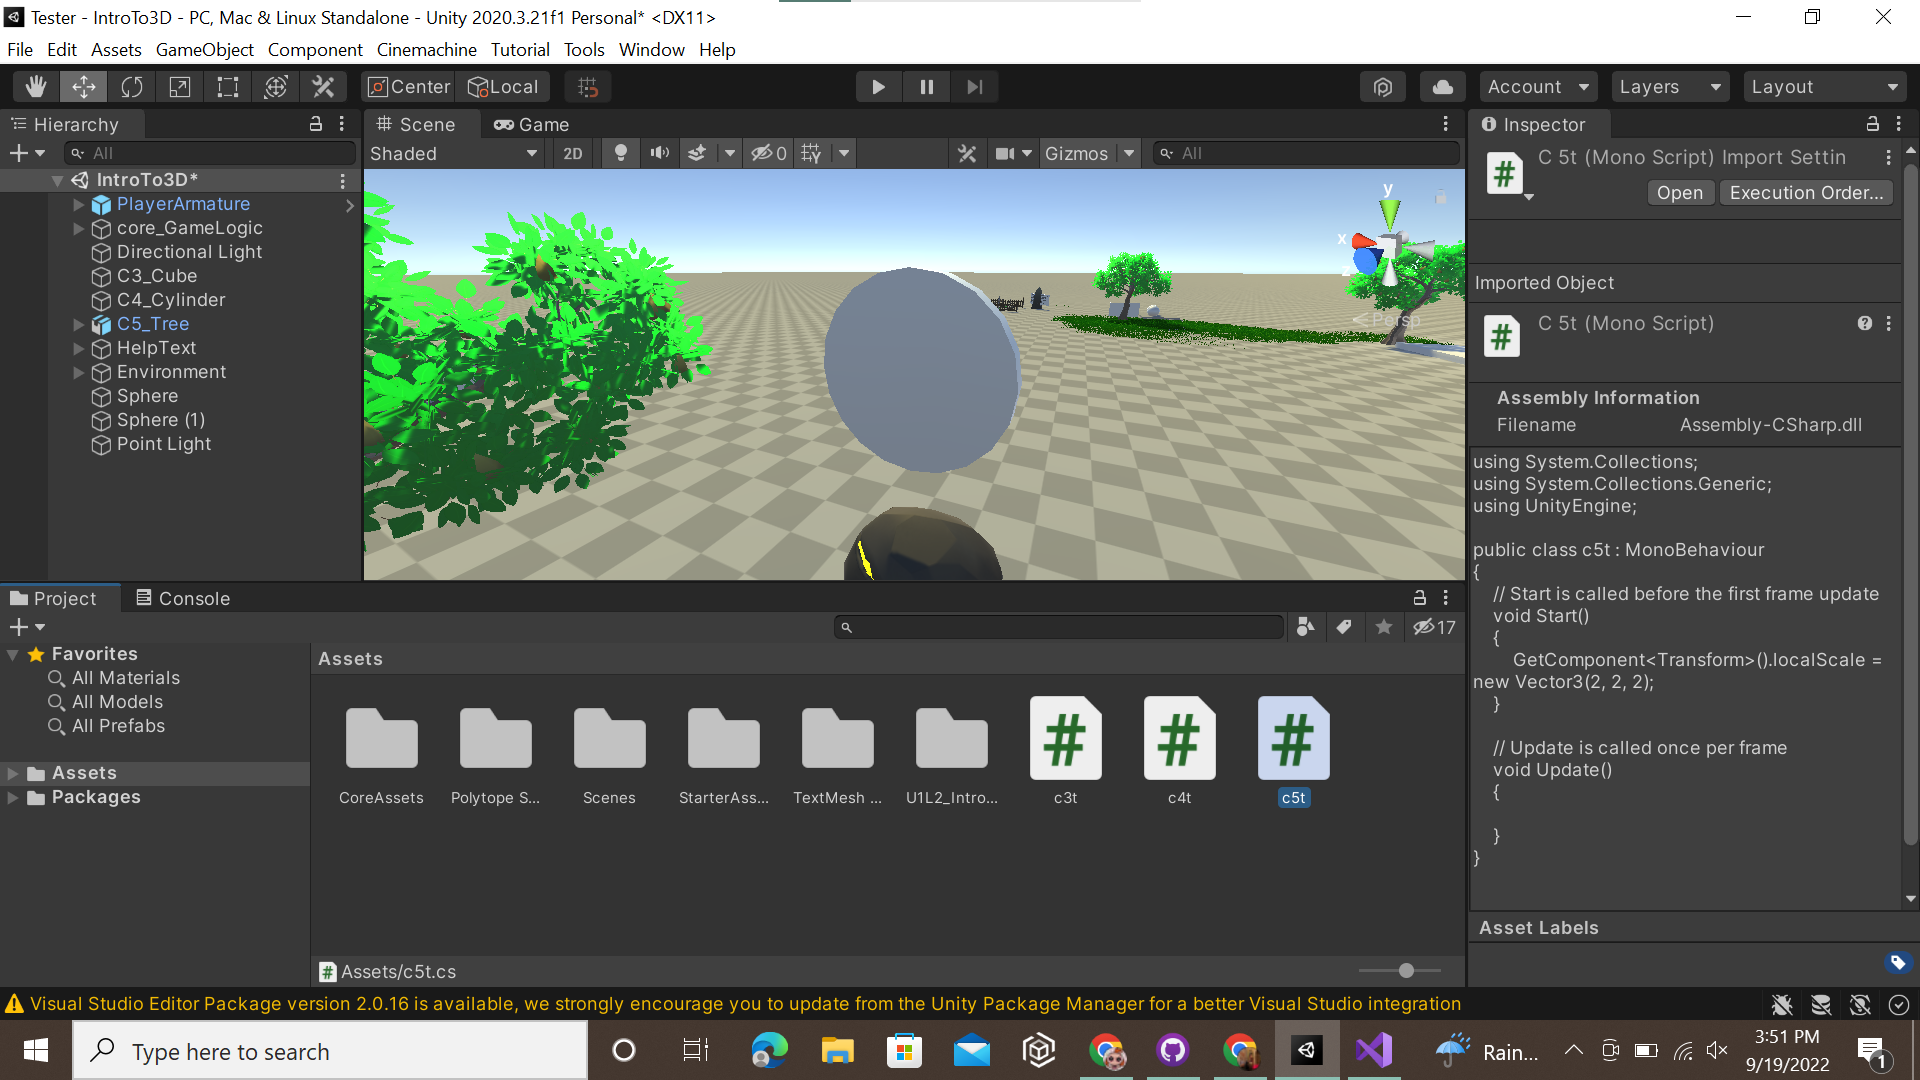 Tester - IntroTo3D - PC, Mac & Linux Standalone - Unity 2020.3.21f1 Personal* <DX11>
File Edit Assets GameObject Component Cinemachine Tutorial Tools Window Help
Center Local Account Layers Layout
Hierarchy
All
IntroTo3D*
PlayerArmature
core_GameLogic
Directional Light
C3_Cube
C4_Cylinder
C5_Tree
HelpText
Environment
Sphere
Sphere (1)
Point Light
Scene Game
Shaded 2D 0 Gizmos All
y
x
Persp
Inspector
C 5t (Mono Script) Import Settin
Open Execution Order...
Imported Object
C 5t (Mono Script)
Assembly Information
Filename Assembly-CSharp.dll
using System.Collections;
using System.Collections.Generic;
using UnityEngine;
public class c5t : MonoBehaviour
{
// Start is called before the first frame update
void Start()
{
GetComponent<Transform>().localScale =
new Vector3(2, 2, 2);
}
// Update is called once per frame
void Update()
{
}
}
Asset Labels
Project Console
17
Favorites
All Materials
All Models
All Prefabs
Assets
Packages
Assets
CoreAssets Polytope S... Scenes StarterAss... TextMesh ... U1L2_Intro... c3t c4t c5t
Assets/c5t.cs
Visual Studio Editor Package version 2.0.16 is available, we strongly encourage you to update from the Unity Package Manager for a better Visual Studio integration
Type here to search
Rain...
3:51 PM
9/19/2022
1